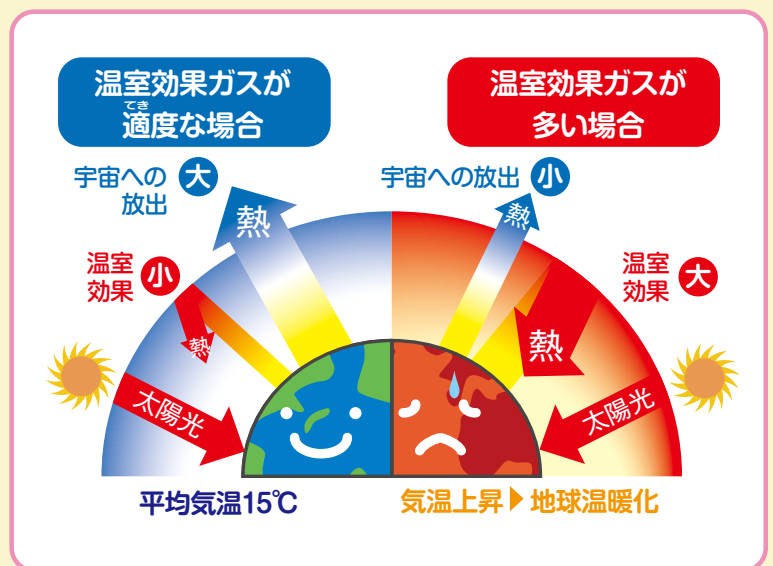 温室効果ガスが
てき
適度な場合
宇宙への 大
放出
熱
温室 小
効果
熱
太陽光
平均気温15℃
温室効果ガスが
多い場合
宇宙への放出 小
熱
温室 大
効果
熱
太陽光
気温上昇▶地球温暖化